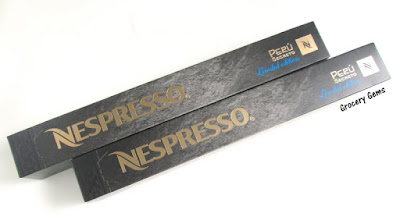 NESPRESSO.
PERÚ
SECRETO
Limited edition
N
NESPRESSO.
PERÚ
SECRETO
Limited edition
N
Grocery Gems